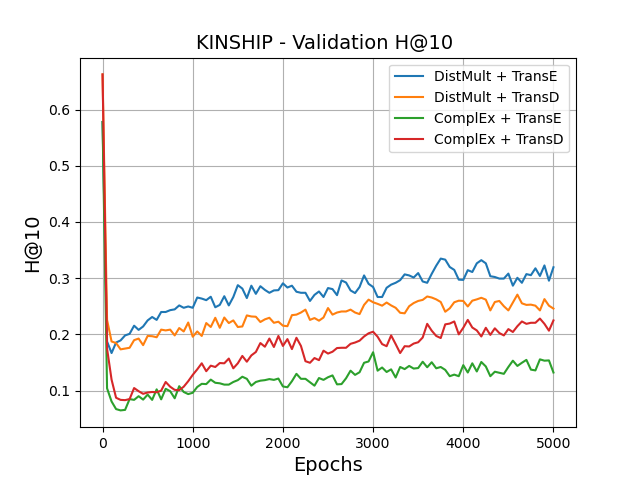 KINSHIP - Validation H@10
DistMult + TransE
DistMult + TransD
ComplEx + TransE
ComplEx + TransD
H@10
0.6
0.5
0.4
0.3
0.2
0.1
0 1000 2000 3000 4000 5000
Epochs